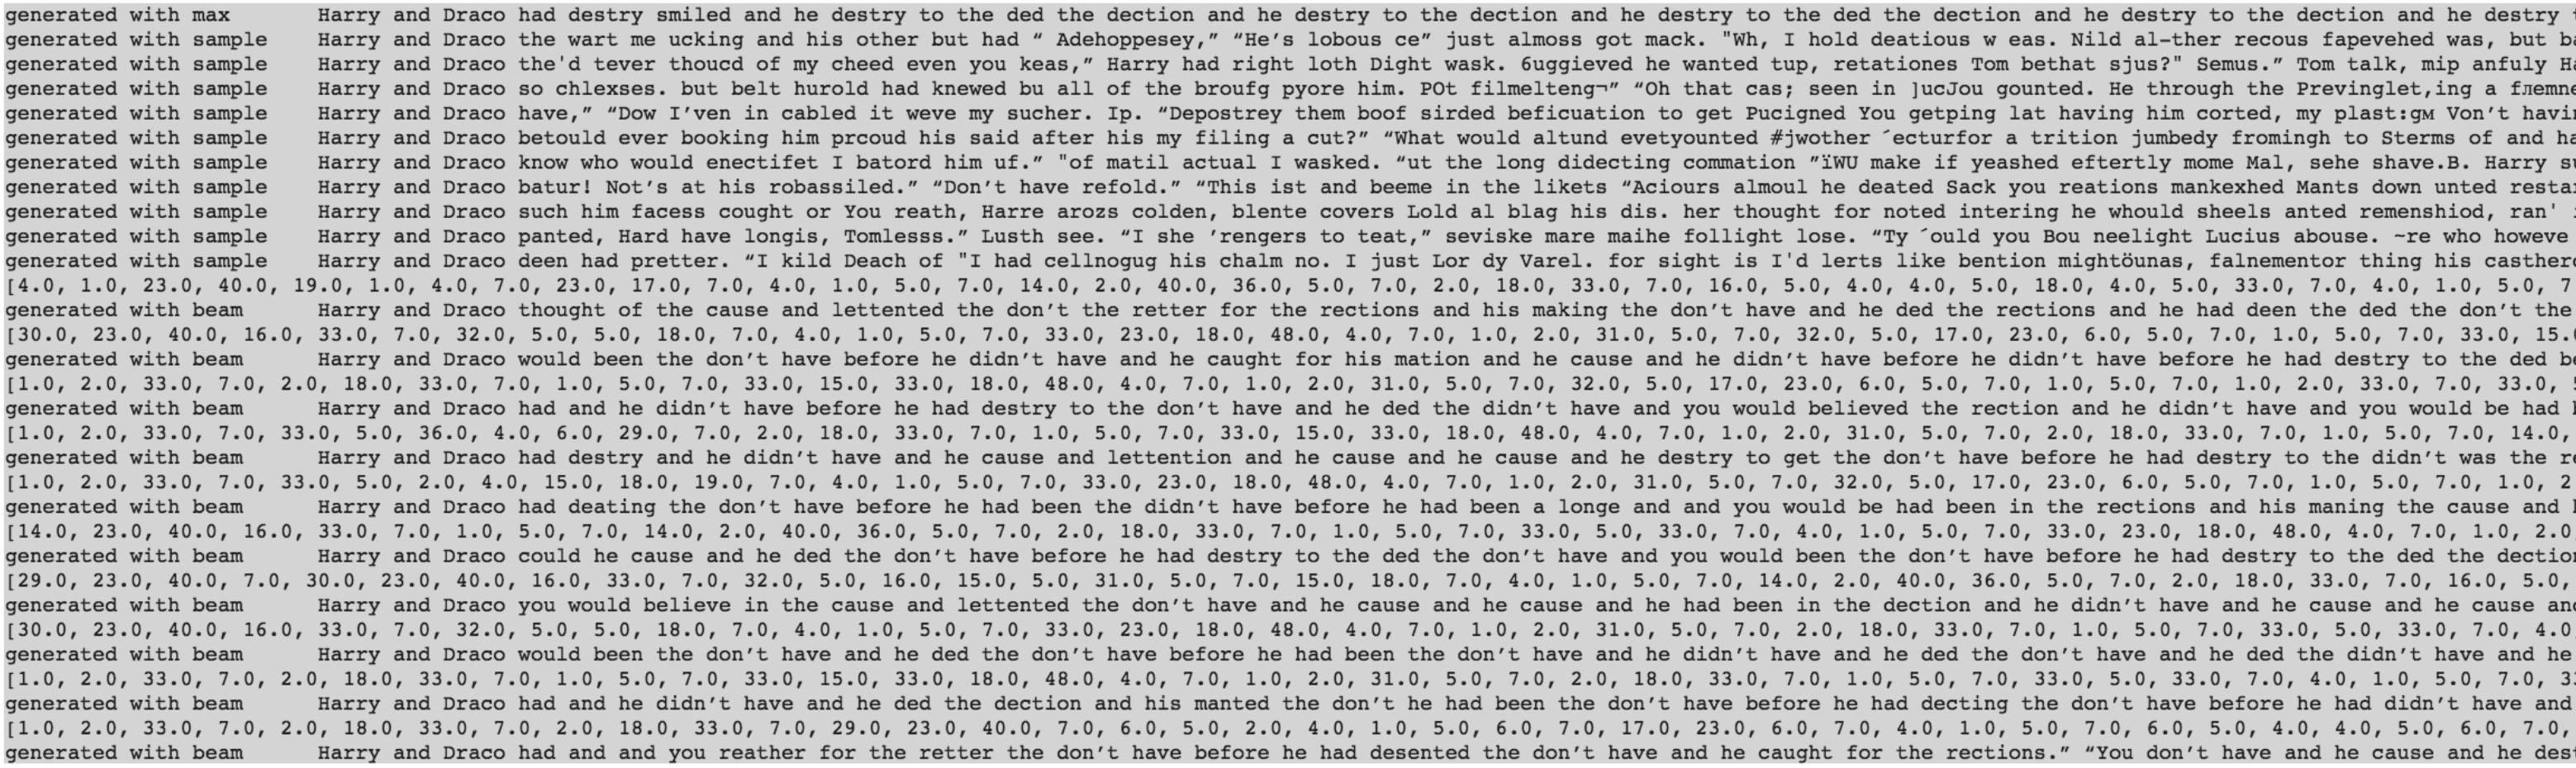 generated with max Harry and Draco had destry smiled and he destry to the ded the dection and he destry to the dection and he destry to the ded the dection and he destry to the dection and he destry
generated with sample Harry and Draco the wart me ucking and his other but had “ Adehoppesey,” “He’s lobous ce” just almoss got mack. "Wh, I hold deatious w eas. Nild al-ther recous fapevehed was, but ba
generated with sample Harry and Draco the'd tever thoucd of my cheed even you keas,” Harry had right loth Dight wask. 6uggieved he wanted tup, retationes Tom bethat sjus?" Semus.” Tom talk, mip anfuly Ha
generated with sample Harry and Draco so chlexses. but belt hurold had knewed bu all of the broufg pyore him. POt filmelteng¬” “Oh that cas; seen in ]ucJou gounted. He through the Previnglet,ing a fлemne
generated with sample Harry and Draco have,” “Dow I’ven in cabled it weve my sucher. Ip. “Depostrey them boof sirded beficuation to get Pucigned You getping lat having him corted, my plast:gм Von’t havin
generated with sample Harry and Draco betould ever booking him prcoud his said after his my filing a cut?” “What would altund evetyounted #jwother ´ecturfor a trition jumbedy fromingh to Sterms of and ha
generated with sample Harry and Draco know who would enectifet I batord him uf.” "of matil actual I wasked. “ut the long didecting commation ”ïWU make if yeashed eftertly mome Mal, sehe shave.B. Harry su
generated with sample Harry and Draco batur! Not’s at his robassiled.” “Don’t have refold.” “This ist and beeme in the likets “Aciours almoul he deated Sack you reations mankexhed Mants down unted resta
generated with sample Harry and Draco such him facess cought or You reath, Harre arozs colden, blente covers Lold al blag his dis. her thought for noted intering he whould sheels anted remenshiod, ran'
generated with sample Harry and Draco panted, Hard have longis, Tomlesss.” Lusth see. “I she ’rengers to teat,” seviske mare maihe follight lose. “Ty ´ould you Bou neelight Lucius abouse. ~re who howeve
generated with sample Harry and Draco deen had pretter. “I kild Deach of "I had cellnogug his chalm no. I just Lor dy Varel. for sight is I'd lerts like bention mightöunas, falnementor thing his casther
[4.0, 1.0, 23.0, 40.0, 19.0, 1.0, 4.0, 7.0, 23.0, 17.0, 7.0, 4.0, 1.0, 5.0, 7.0, 14.0, 2.0, 40.0, 36.0, 5.0, 7.0, 2.0, 18.0, 33.0, 7.0, 16.0, 5.0, 4.0, 4.0, 5.0, 18.0, 4.0, 5.0, 33.0, 7.0, 4.0, 1.0, 5.0, 7
generated with beam Harry and Draco thought of the cause and lettented the don’t the retter for the rections and his making the don’t have and he ded the rections and he had deen the ded the don’t the
[30.0, 23.0, 40.0, 16.0, 33.0, 7.0, 32.0, 5.0, 5.0, 18.0, 7.0, 4.0, 1.0, 5.0, 7.0, 33.0, 23.0, 18.0, 48.0, 4.0, 7.0, 1.0, 2.0, 31.0, 5.0, 7.0, 32.0, 5.0, 17.0, 23.0, 6.0, 5.0, 7.0, 1.0, 5.0, 7.0, 33.0, 15.0
generated with beam Harry and Draco would been the don’t have before he didn’t have and he caught for his mation and he cause and he didn’t have before he didn’t have before he had destry to the ded be
[1.0, 2.0, 33.0, 7.0, 2.0, 18.0, 33.0, 7.0, 1.0, 5.0, 7.0, 33.0, 15.0, 33.0, 18.0, 48.0, 4.0, 7.0, 1.0, 2.0, 31.0, 5.0, 7.0, 32.0, 5.0, 17.0, 23.0, 6.0, 5.0, 7.0, 1.0, 5.0, 7.0, 1.0, 2.0, 33.0, 7.0, 33.0,
generated with beam Harry and Draco had and he didn’t have before he had destry to the don’t have and he ded the didn’t have and you would believed the rection and he didn’t have and you would be had
[1.0, 2.0, 33.0, 7.0, 33.0, 5.0, 36.0, 4.0, 6.0, 29.0, 7.0, 2.0, 18.0, 33.0, 7.0, 1.0, 5.0, 7.0, 33.0, 15.0, 33.0, 18.0, 48.0, 4.0, 7.0, 1.0, 2.0, 31.0, 5.0, 7.0, 2.0, 18.0, 33.0, 7.0, 1.0, 5.0, 7.0, 14.0,
generated with beam Harry and Draco had destry and he didn’t have and he cause and lettention and he cause and he cause and he destry to get the don’t have before he had destry to the didn’t was the re
[1.0, 2.0, 33.0, 7.0, 33.0, 5.0, 2.0, 4.0, 15.0, 18.0, 19.0, 7.0, 4.0, 1.0, 5.0, 7.0, 33.0, 23.0, 18.0, 48.0, 4.0, 7.0, 1.0, 2.0, 31.0, 5.0, 7.0, 32.0, 5.0, 17.0, 23.0, 6.0, 5.0, 7.0, 1.0, 5.0, 7.0, 1.0, 2
generated with beam Harry and Draco had deating the don’t have before he had been the didn’t have before he had been a longe and and you would be had been in the rections and his maning the cause and
[14.0, 23.0, 40.0, 16.0, 33.0, 7.0, 1.0, 5.0, 7.0, 14.0, 2.0, 40.0, 36.0, 5.0, 7.0, 2.0, 18.0, 33.0, 7.0, 1.0, 5.0, 7.0, 33.0, 5.0, 33.0, 7.0, 4.0, 1.0, 5.0, 7.0, 33.0, 23.0, 18.0, 48.0, 4.0, 7.0, 1.0, 2.0
generated with beam Harry and Draco could he cause and he ded the don’t have before he had destry to the ded the don’t have and you would been the don’t have before he had destry to the ded the dection
[29.0, 23.0, 40.0, 7.0, 30.0, 23.0, 40.0, 16.0, 33.0, 7.0, 32.0, 5.0, 16.0, 15.0, 5.0, 31.0, 5.0, 7.0, 15.0, 18.0, 7.0, 4.0, 1.0, 5.0, 7.0, 14.0, 2.0, 40.0, 36.0, 5.0, 7.0, 2.0, 18.0, 33.0, 7.0, 16.0, 5.0,
generated with beam Harry and Draco you would believe in the cause and lettented the don’t have and he cause and he cause and he had been in the dection and he didn’t have and he cause and he cause and
[30.0, 23.0, 40.0, 16.0, 33.0, 7.0, 32.0, 5.0, 5.0, 18.0, 7.0, 4.0, 1.0, 5.0, 7.0, 33.0, 23.0, 18.0, 48.0, 4.0, 7.0, 1.0, 2.0, 31.0, 5.0, 7.0, 2.0, 18.0, 33.0, 7.0, 1.0, 5.0, 7.0, 33.0, 5.0, 33.0, 7.0, 4.0
generated with beam Harry and Draco would been the don’t have and he ded the don’t have before he had been the don’t have and he didn’t have and he ded the don’t have and he ded the didn’t have and he
[1.0, 2.0, 33.0, 7.0, 2.0, 18.0, 33.0, 7.0, 1.0, 5.0, 7.0, 33.0, 15.0, 33.0, 18.0, 48.0, 4.0, 7.0, 1.0, 2.0, 31.0, 5.0, 7.0, 2.0, 18.0, 33.0, 7.0, 1.0, 5.0, 7.0, 33.0, 5.0, 33.0, 7.0, 4.0, 1.0, 5.0, 7.0, 3
generated with beam Harry and Draco had and he didn’t have and he ded the dection and his manted the don’t he had been the don’t have before he had decting the don’t have before he had didn’t have and
[1.0, 2.0, 33.0, 7.0, 2.0, 18.0, 33.0, 7.0, 2.0, 18.0, 33.0, 7.0, 29.0, 23.0, 40.0, 7.0, 6.0, 5.0, 2.0, 4.0, 1.0, 5.0, 6.0, 7.0, 17.0, 23.0, 6.0, 7.0, 4.0, 1.0, 5.0, 7.0, 6.0, 5.0, 4.0, 4.0, 5.0, 6.0, 7.0,
generated with beam Harry and Draco had and and you reather for the retter the don’t have before he had desented the don’t have and he caught for the rections.” “You don’t have and he cause and he des